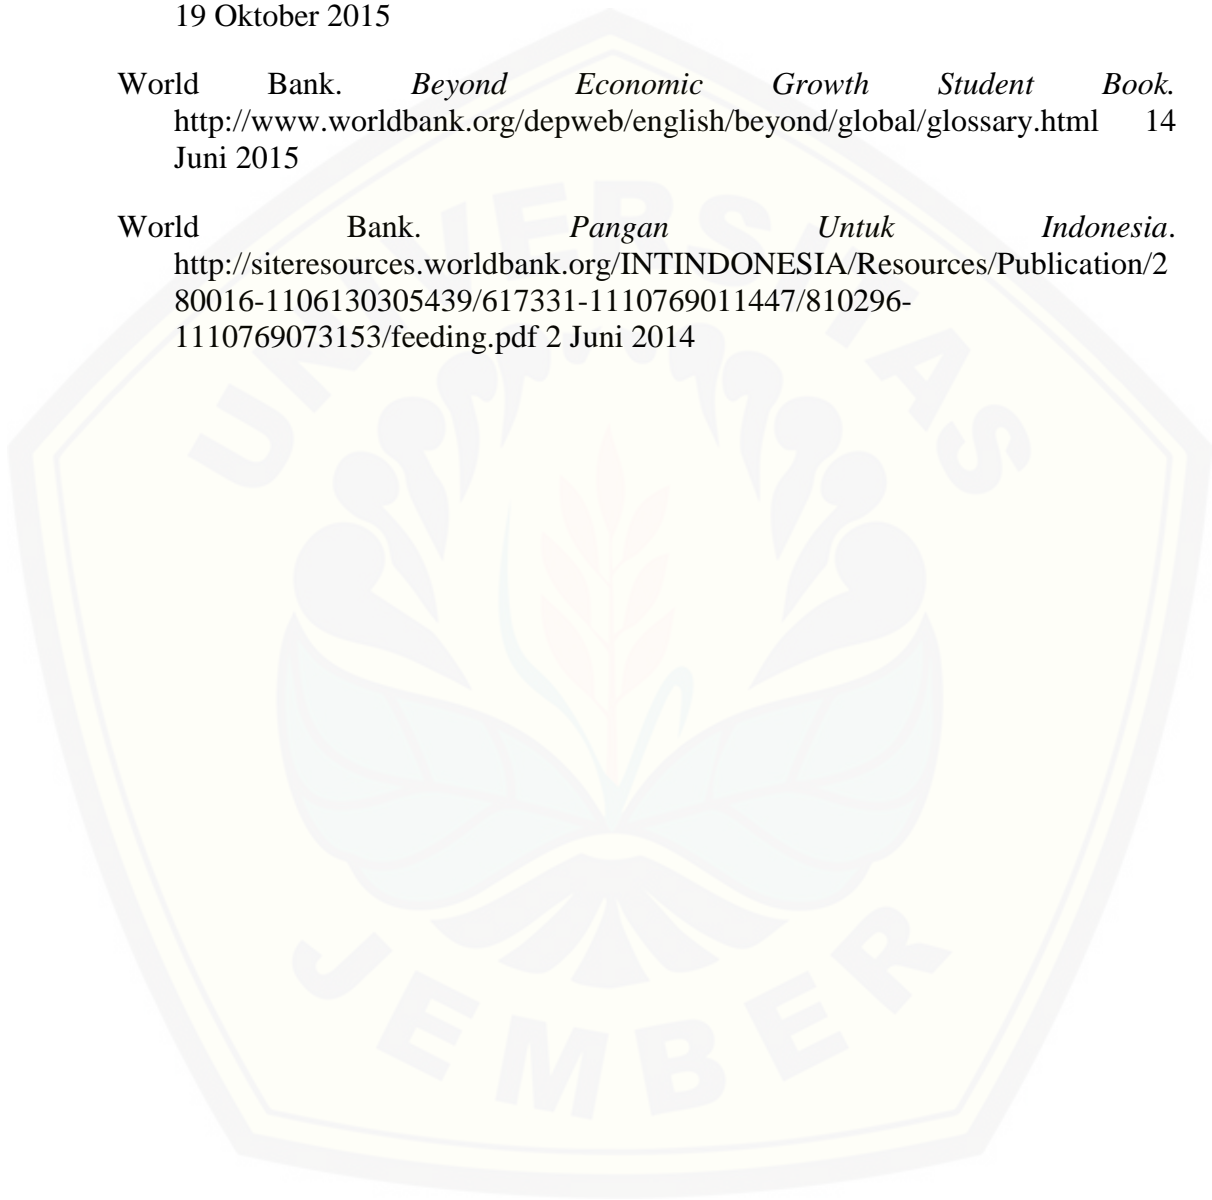 19 Oktober 2015
World Bank. Beyond Economic Growth Student Book.
http://www.worldbank.org/depweb/english/beyond/global/glossary.html 14
Juni 2015
World Bank. Pangan Untuk Indonesia.
http://siteresources.worldbank.org/INTINDONESIA/Resources/Publication/2
80016-1106130305439/617331-1110769011447/810296-
1110769073153/feeding.pdf 2 Juni 2014
UNIVERSITAS
JEMBER